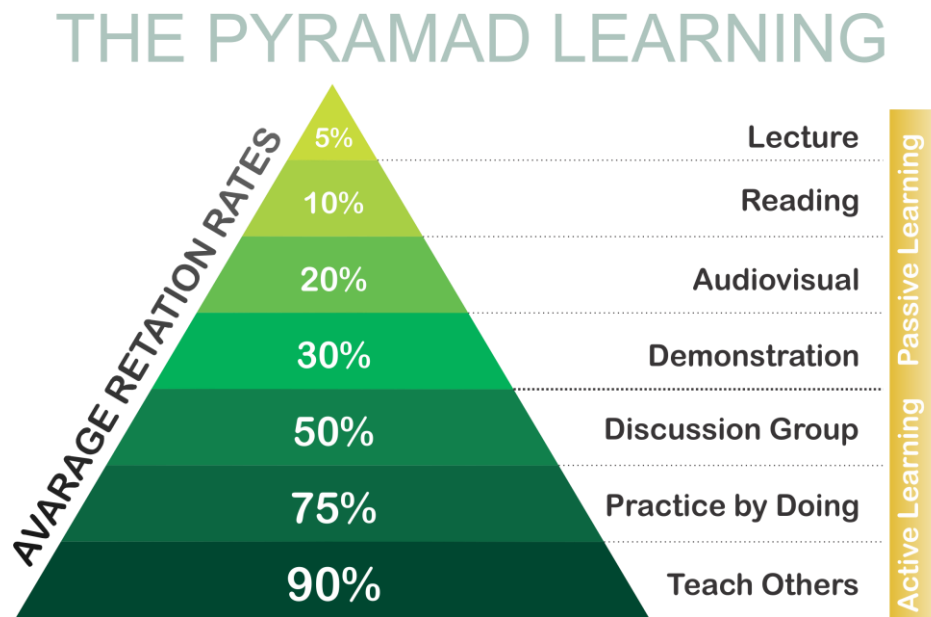 THE PYRAMAD LEARNING
AVARAGE RETATION RATES
5%
Lecture
10%
Reading
20%
Audiovisual
30%
Demonstration
50%
Discussion Group
75%
Practice by Doing
90%
Teach Others
Passive Learning
Active Learning